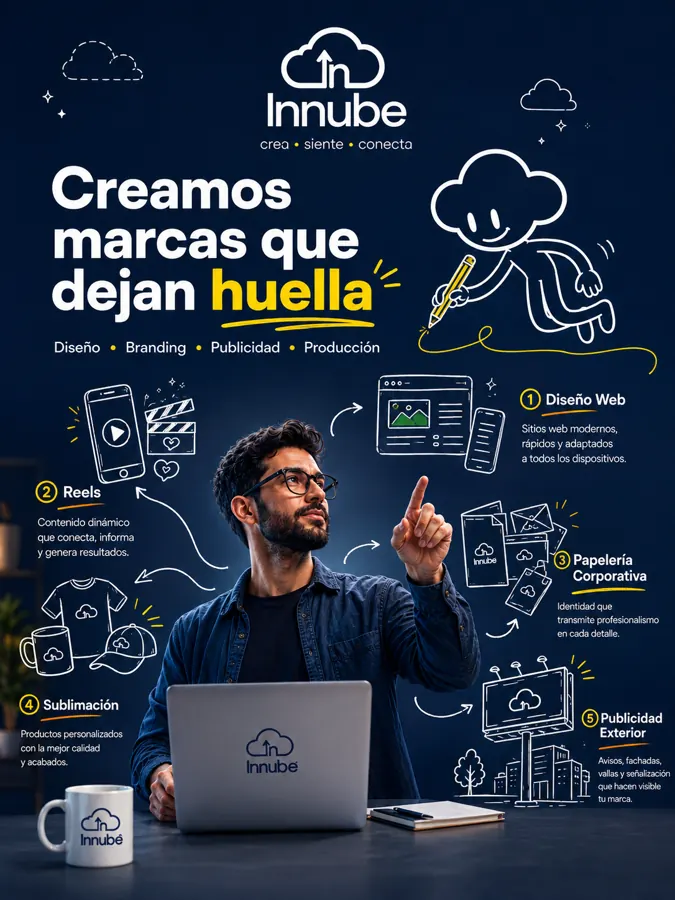 In
Innube
crea • siente • conecta
Creamos
marcas que
dejan huella
Diseño • Branding • Publicidad • Producción
1 Diseño Web
Sitios web modernos,
rápidos y adaptados
a todos los dispositivos.
2 Reels
Contenido dinámico
que conecta, informa
y genera resultados.
Innube
3 Papelería
Corporativa
Identidad que
transmite profesionalismo
en cada detalle.
4 Sublimación
Productos personalizados
con la mejor calidad
y acabados.
5 Publicidad
Exterior
Avisos, fachadas,
vallas y señalización
que hacen visible
tu marca.
Innube
Innube